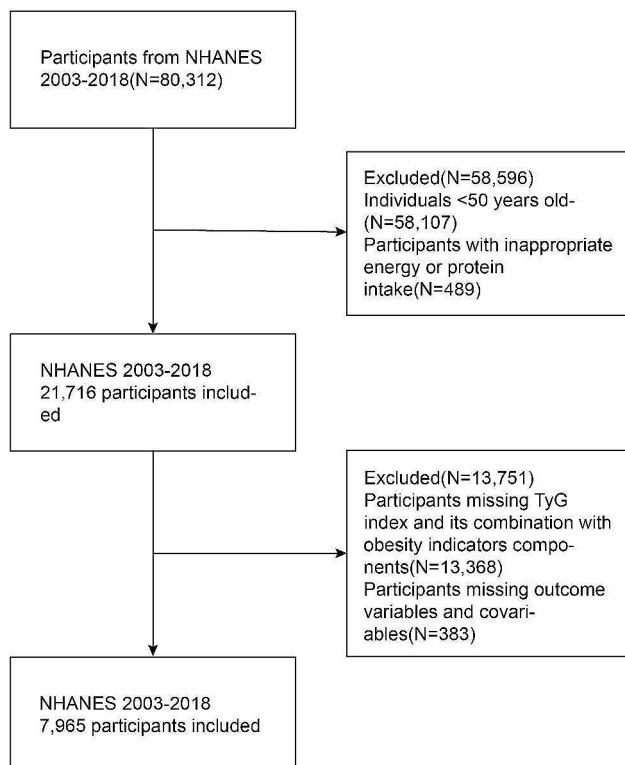 Participants from NHANES
2003-2018(N=80,312)
Excluded(N=58,596)
Individuals <50 years old-
(N=58,107)
Participants with inappropriate
energy or protein
intake(N=489)
NHANES 2003-2018
21,716 participants includ-
ed
Excluded(N=13,751)
Participants missing TyG
index and its combination with
obesity indicators compo-
nents(N=13,368)
Participants missing outcome
variables and covari-
ables(N=383)
NHANES 2003-2018
7,965 participants included